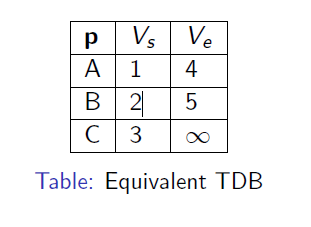 p Vs Ve
A 1 4
B 2 5
C 3 ∞
Table: Equivalent TDB